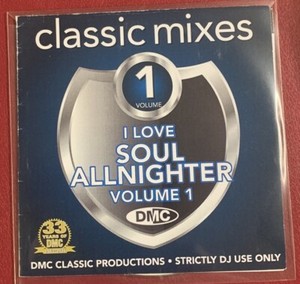 classic mixes
1
VOLUME
I LOVE
SOUL
ALLNIGHTER
VOLUME 1
DMC
33
YEARS OF
DMC
DMC CLASSIC PRODUCTIONS • STRICTLY DJ USE ONLY